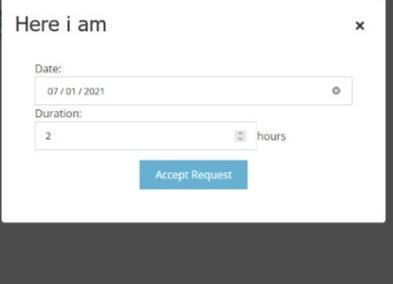 Here i am ×
Date:
07 / 01 / 2021
Duration:
2 hours
Accept Request